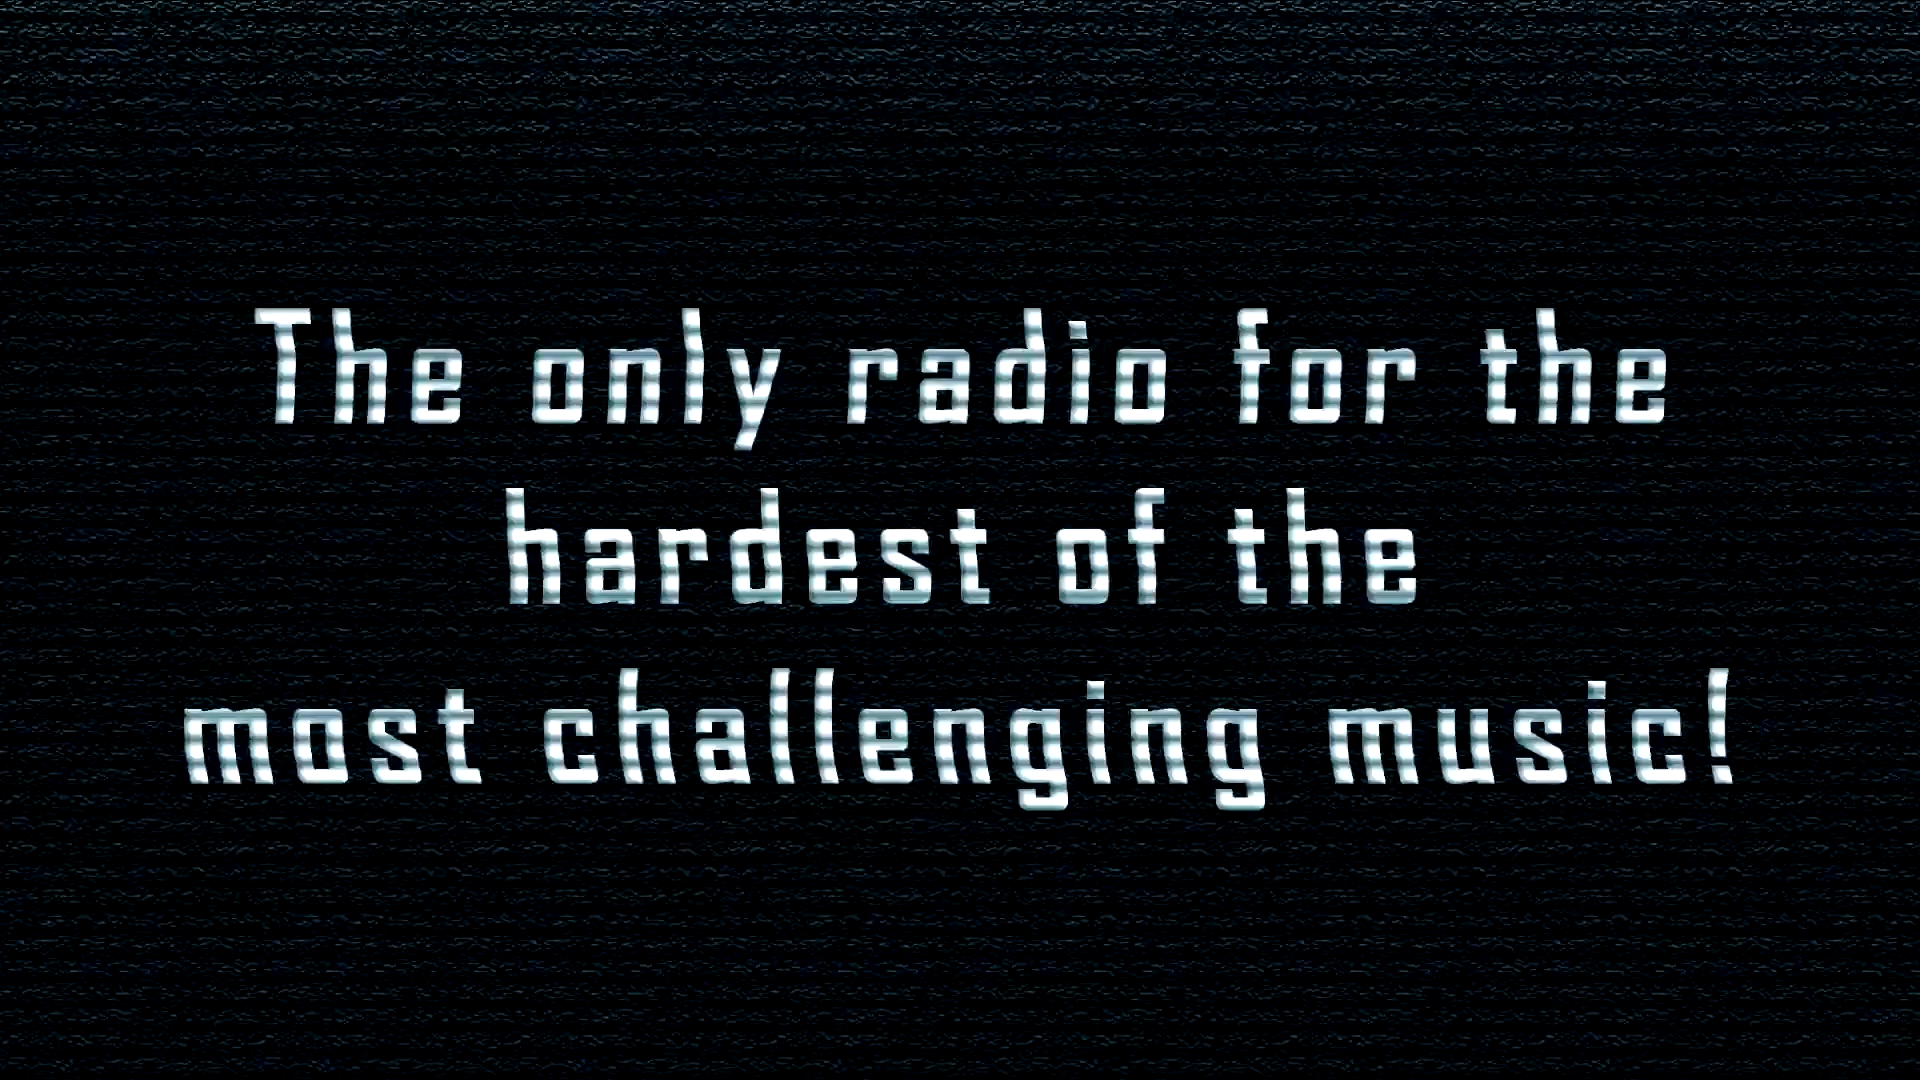 The only radio for the
hardest of the
most challenging music!